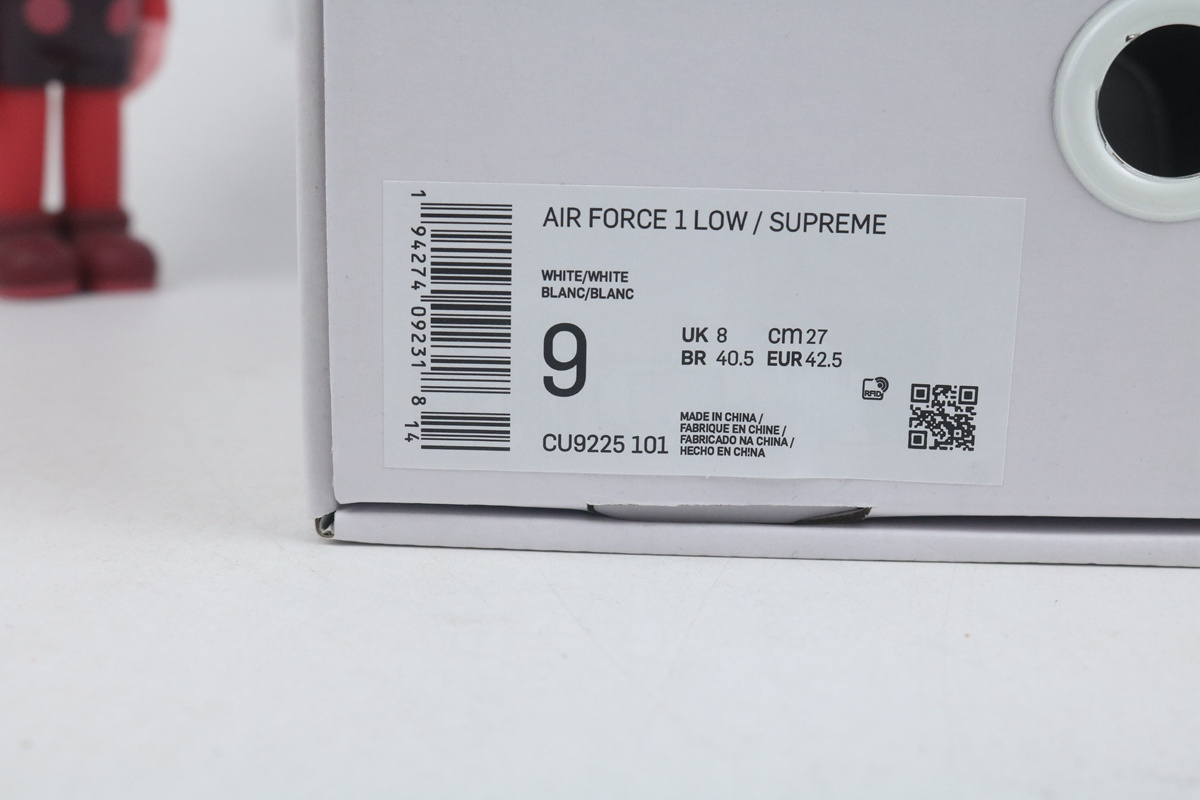 AIR FORCE 1 LOW / SUPREME
WHITE/WHITE
BLANC/BLANC
9
UK 8 cm 27
BR 40.5 EUR 42.5
RFID
MADE IN CHINA /
FABRIQUE EN CHINE /
FABRICADO NA CHINA /
HECHO EN CHINA
CU9225 101
1 94274 09231 8 14